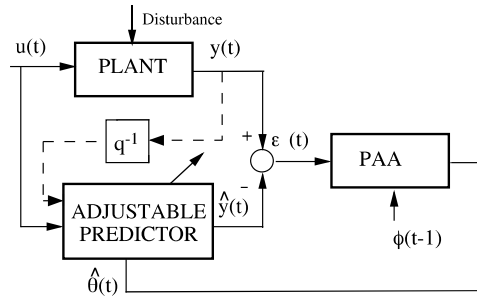 Disturbance
u(t)
PLANT
y(t)
q⁻¹
+
ε (t)
PAA
-
ADJUSTABLE
PREDICTOR
ŷ(t)
ϕ(t-1)
θ̂(t)